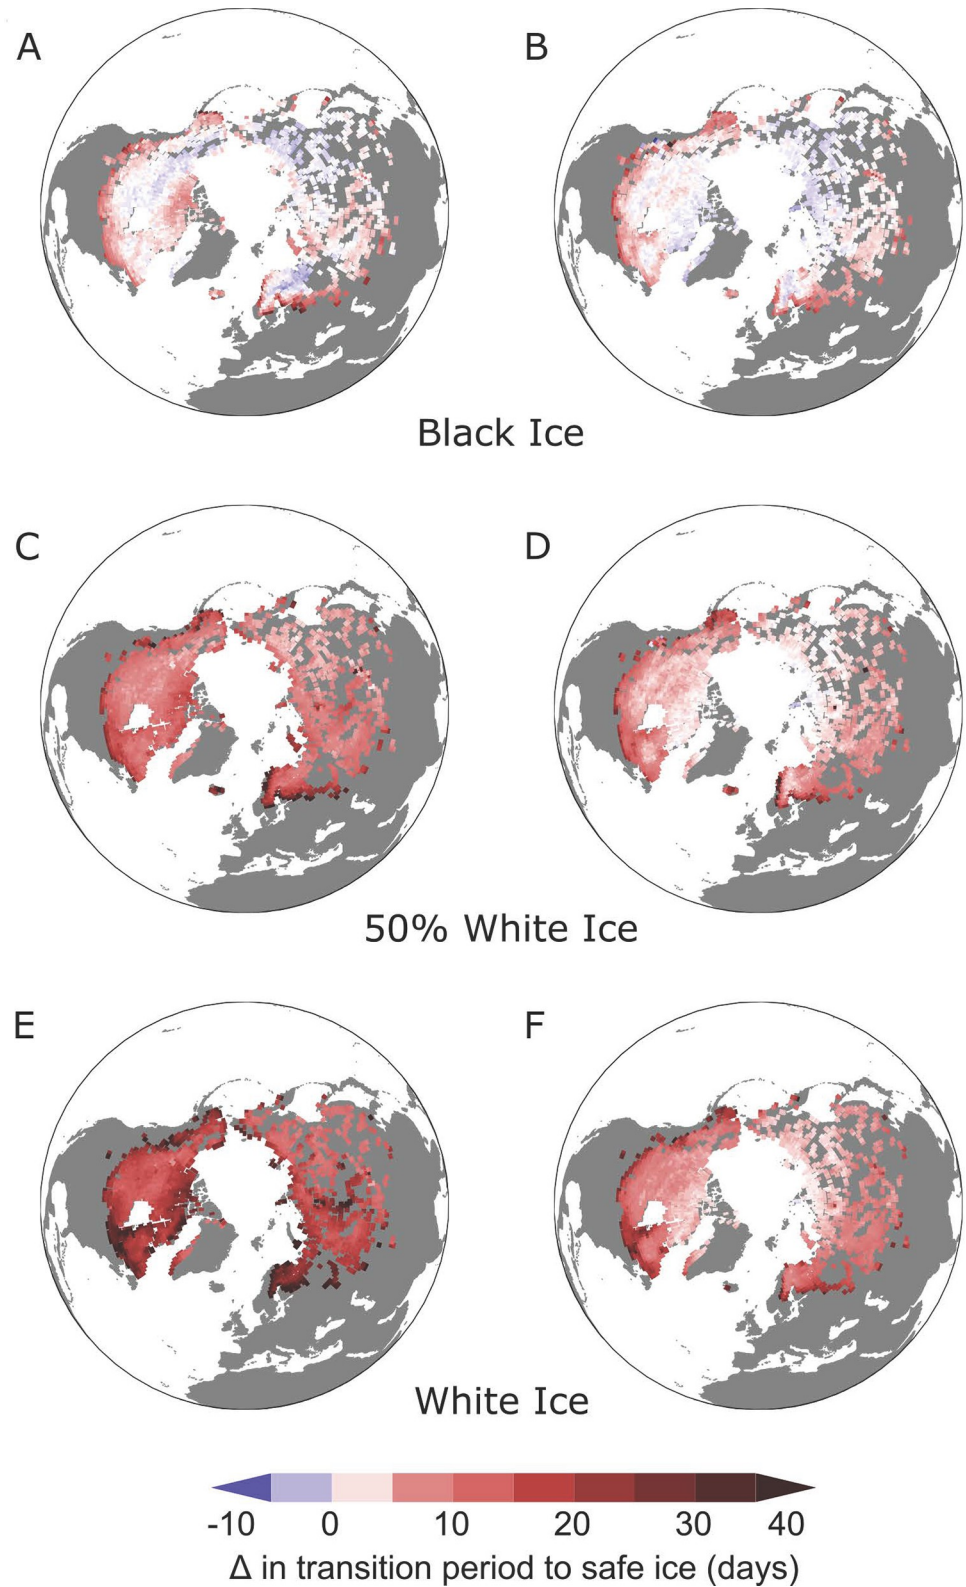 A B
Black Ice
C D
50% White Ice
E F
White Ice
-10 0 10 20 30 40
Δ in transition period to safe ice (days)